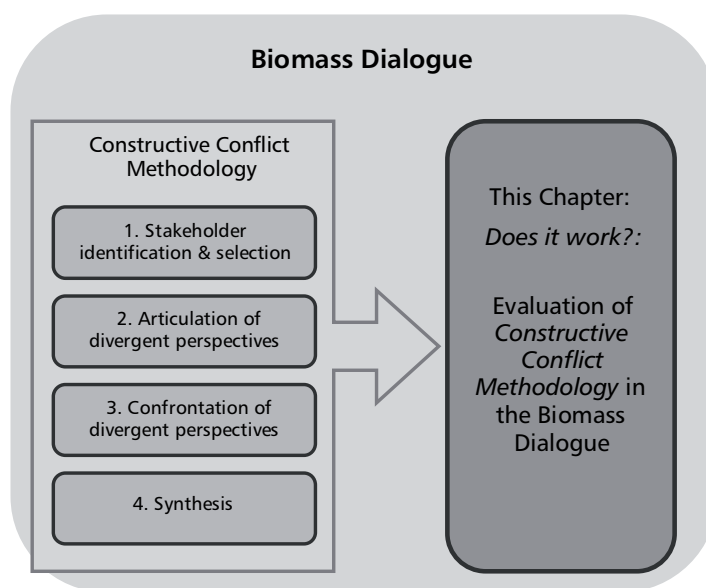 Biomass Dialogue
Constructive Conflict
Methodology
1. Stakeholder
identification & selection
2. Articulation of
divergent perspectives
3. Confrontation of
divergent perspectives
4. Synthesis
This Chapter:
Does it work?:
Evaluation of
Constructive
Conflict
Methodology in
the Biomass
Dialogue